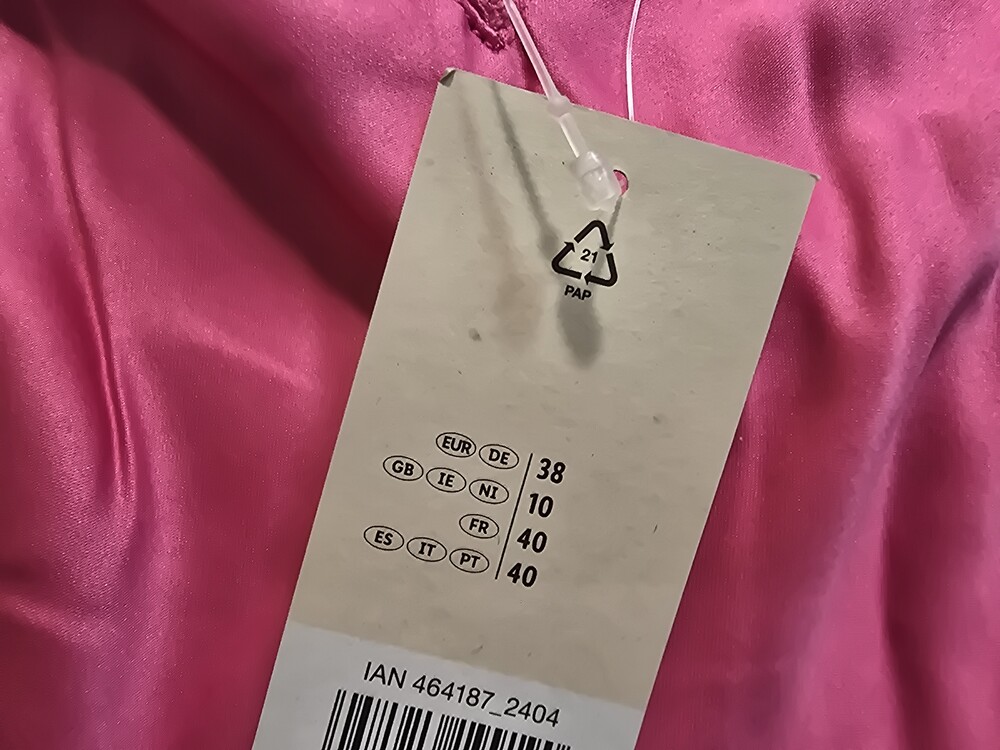 21
PAP
EUR DE 38
GB IE NI 10
FR 40
ES IT PT 40
IAN 464187_2404